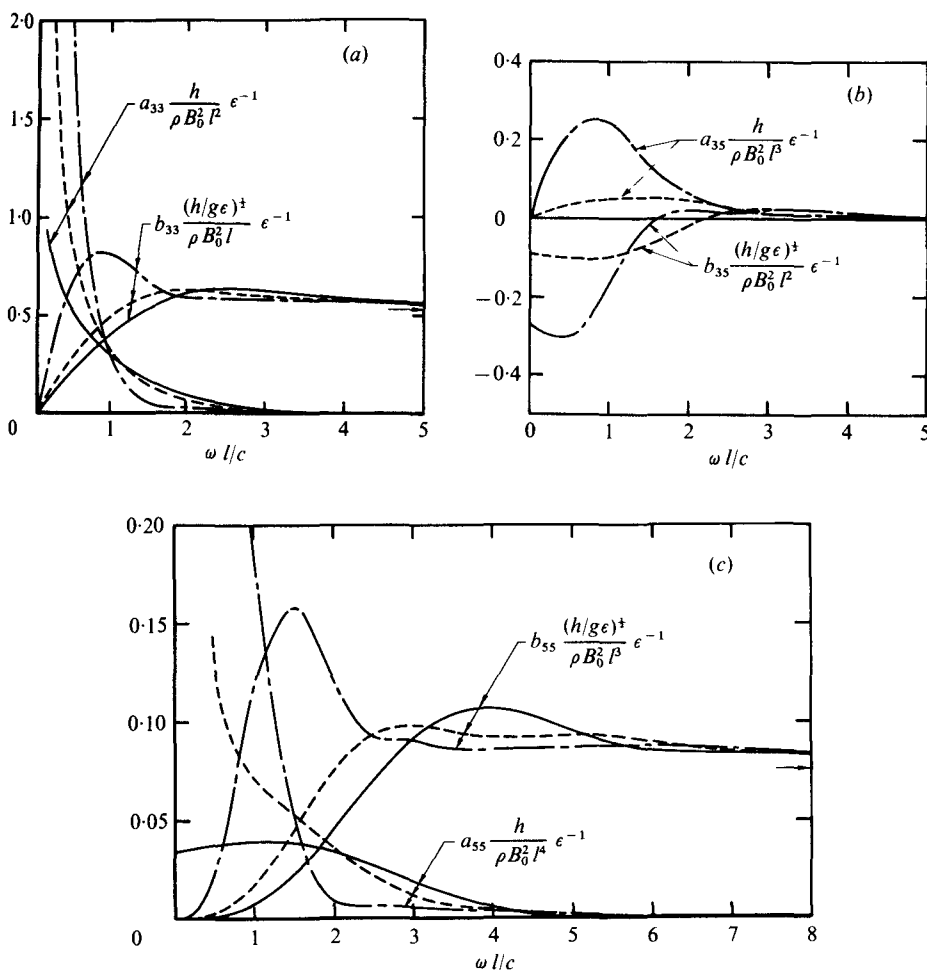 2·0
1·5
1·0
0·5
0
1 2 3 4 5
ω l/c
(a)
a₃₃ h/(ρB₀² l²) ε⁻¹
b₃₃ (h/gε)^½/(ρB₀² l) ε⁻¹
0·4
0·2
0
−0·2
−0·4
0 1 2 3 4 5
ω l/c
(b)
a₃₅ h/(ρB₀² l³) ε⁻¹
b₃₅ (h/gε)^½/(ρB₀² l²) ε⁻¹
0·20
0·15
0·10
0·05
0
1 2 3 4 5 6 7 8
ω l/c
(c)
b₅₅ (h/gε)^½/(ρB₀² l³) ε⁻¹
a₅₅ h/(ρB₀² l⁴) ε⁻¹